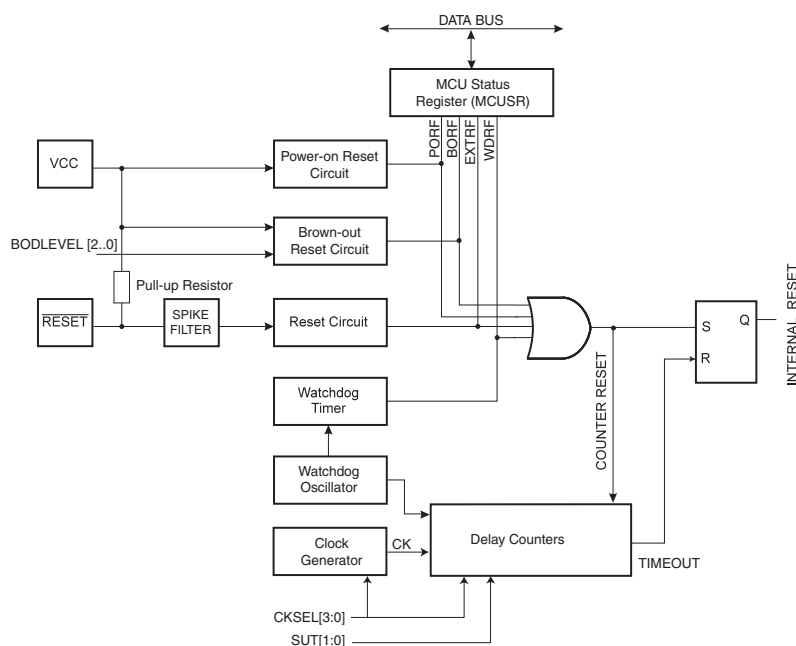 DATA BUS
MCU Status
Register (MCUSR)
PORF
BORF
EXTRF
WDRF
VCC
Power-on Reset
Circuit
BODLEVEL [2..0]
Brown-out
Reset Circuit
Pull-up Resistor
RESET
SPIKE
FILTER
Reset Circuit
S
Q
R
INTERNAL RESET
Watchdog
Timer
COUNTER RESET
Watchdog
Oscillator
Clock
Generator
CK
Delay Counters
TIMEOUT
CKSEL[3:0]
SUT[1:0]